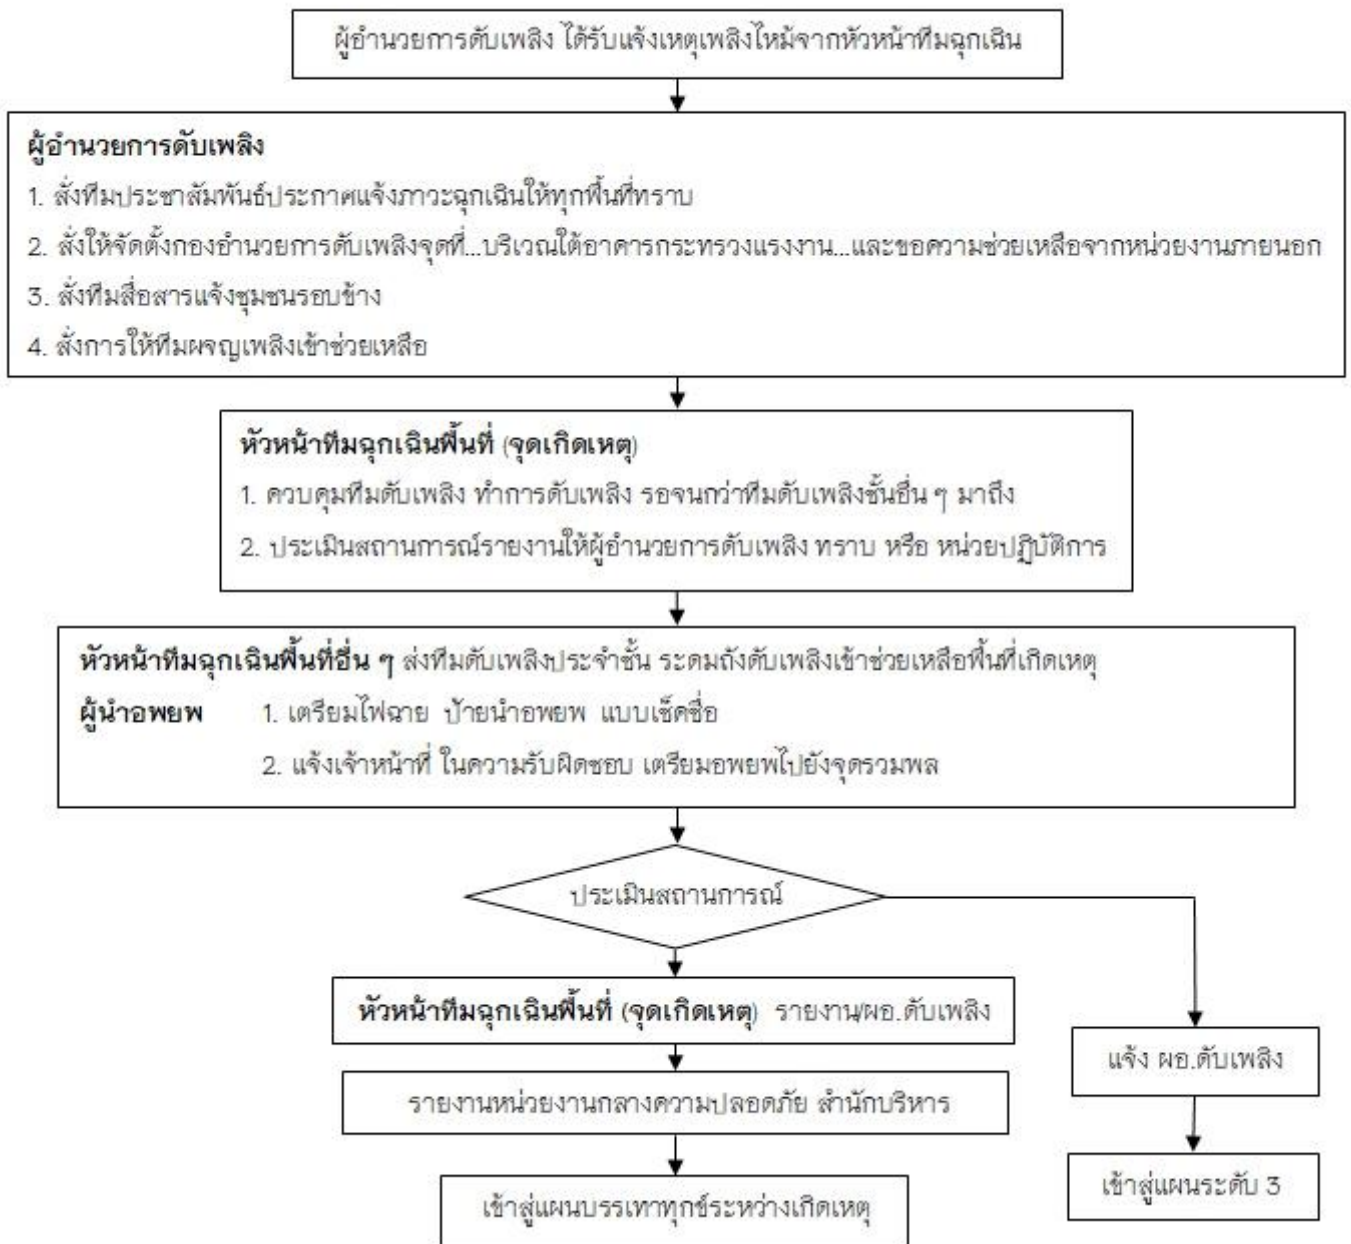 ผู้อำนวยการดับเพลิง ได้รับแจ้งเหตุเพลิงไหม้จากหัวหน้าทีมฉุกเฉิน
ผู้อำนวยการดับเพลิง
1. สั่งทีมประชาสัมพันธ์ประกาศแจ้งภาวะฉุกเฉินให้ทุกพื้นที่ทราบ
2. สั่งให้จัดตั้งกองอำนวยการดับเพลิงจุดที่...บริเวณใต้อาคารกระทรวงแรงงาน...และขอความช่วยเหลือจากหน่วยงานภายนอก
3. สั่งทีมสื่อสารแจ้งชุมชนรอบข้าง
4. สั่งการให้ทีมผจญเพลิงเข้าช่วยเหลือ
หัวหน้าทีมฉุกเฉินพื้นที่ (จุดเกิดเหตุ)
1. ควบคุมทีมดับเพลิง ทำการดับเพลิง รอจนกว่าทีมดับเพลิงชั้นอื่น ๆ มาถึง
2. ประเมินสถานการณ์รายงานให้ผู้อำนวยการดับเพลิง ทราบ หรือ หน่วยปฏิบัติการ
หัวหน้าทีมฉุกเฉินพื้นที่อื่น ๆ ส่งทีมดับเพลิงประจำชั้น ระดมถังดับเพลิงเข้าช่วยเหลือพื้นที่เกิดเหตุ
ผู้นำอพยพ 1. เตรียมไฟฉาย ป้ายนำอพยพ แบบเช็คชื่อ
2. แจ้งเจ้าหน้าที่ ในความรับผิดชอบ เตรียมอพยพไปยังจุดรวมพล
ประเมินสถานการณ์
หัวหน้าทีมฉุกเฉินพื้นที่ (จุดเกิดเหตุ) รายงาน/ผอ.ดับเพลิง
แจ้ง ผอ.ดับเพลิง
รายงานหน่วยงานกลางความปลอดภัย สำนักบริหาร
เข้าสู่แผนระดับ 3
เข้าสู่แผนบรรเทาทุกข์ระหว่างเกิดเหตุ